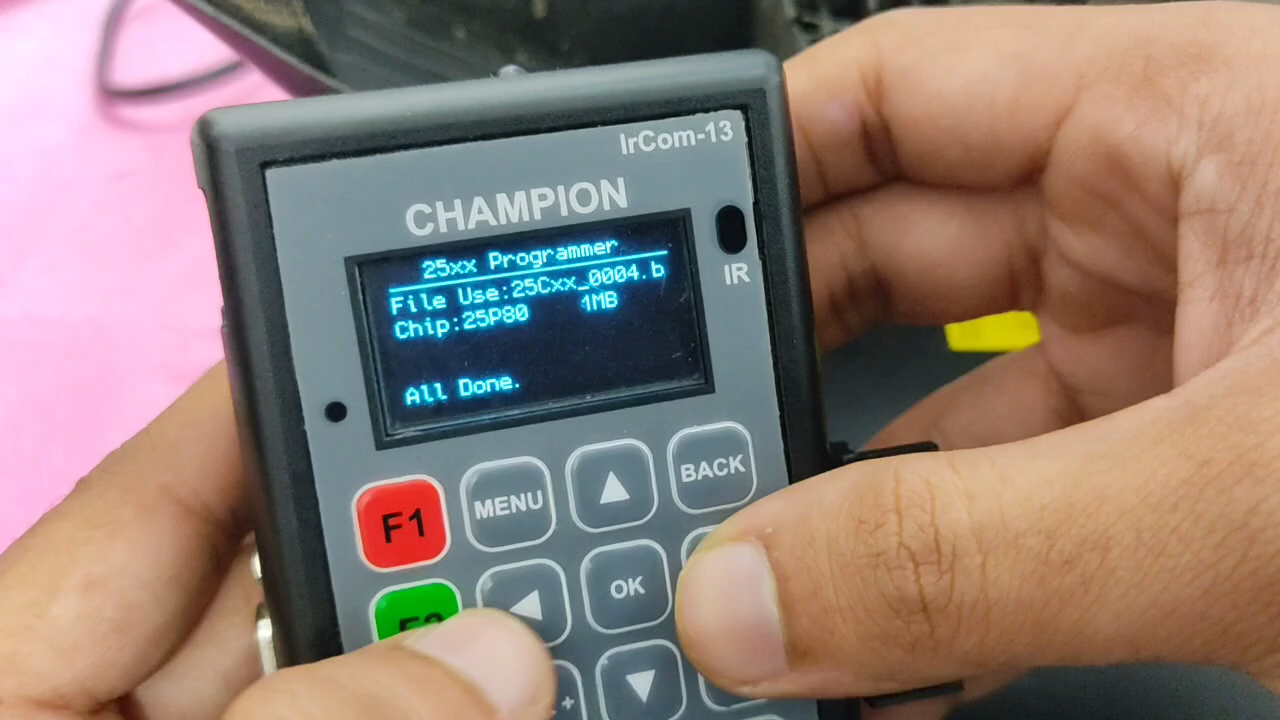 IrCom-13
CHAMPION
25xx Programmer
File Use:25Cxx_0004.b
Chip:25P80 1MB
All Done.
IR
F1
MENU
▲
BACK
◀
OK
▼
+